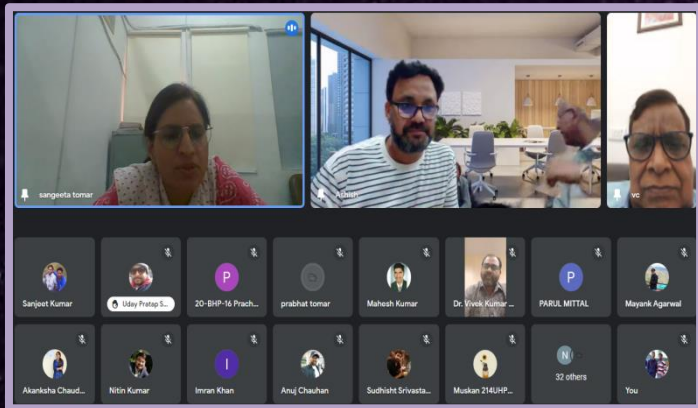 sangeeta tomar
Ashish
vc
Sanjeet Kumar
Uday Pratap S...
P
20-BHP-16 Prach...
prabhat tomar
Mahesh Kumar
Dr. Vivek Kumar ...
P
PARUL MITTAL
Mayank Agarwal
Akanksha Chaud...
Nitin Kumar
I
Imran Khan
Anuj Chauhan
Sudhisht Srivasta...
Muskan 214UHP...
N
32 others
You